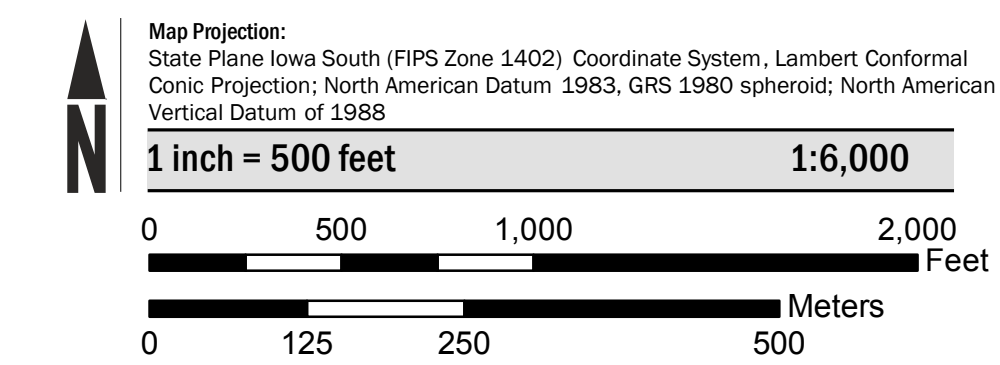 Map Projection:
State Plane Iowa South (FIPS Zone 1402) Coordinate System, Lambert Conformal
Conic Projection; North American Datum 1983, GRS 1980 spheroid; North American
Vertical Datum of 1988
N
1 inch = 500 feet 1:6,000
0 500 1,000 2,000
Feet
Meters
0 125 250 500